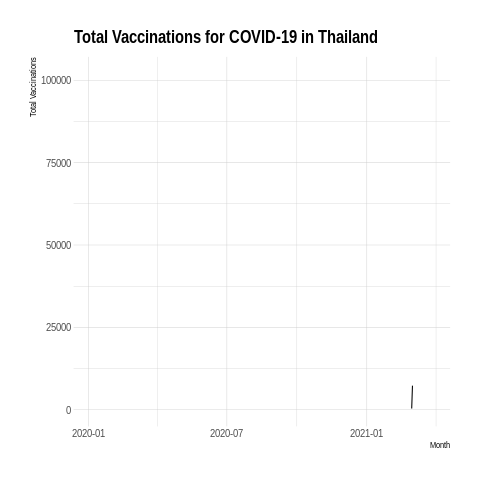 Total Vaccinations for COVID-19 in Thailand
Total Vaccinations
100000
75000
50000
25000
0
2020-01
2020-07
2021-01
Month